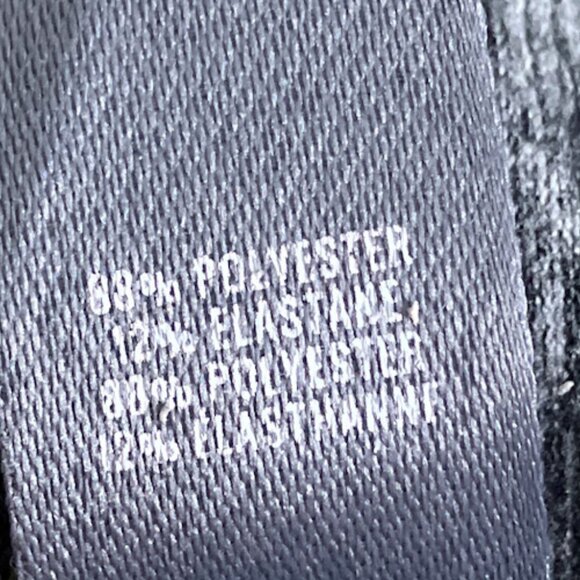 88% POLYESTER
12% ELASTANE.
88% POLYESTER
12% ELASTHANNE